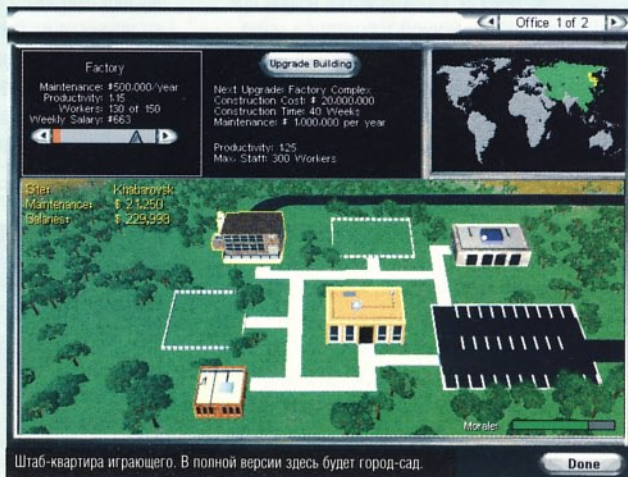 Office 1 of 2
Factory
Maintenance: $500,000/year
Productivity: 1.15
Workers: 130 of 150
Weekly Salary: $663
Upgrade Building
Next Upgrade: Factory Complex
Construction Cost: $ 20,000,000
Construction Time: 40 Weeks
Maintenance: $ 1,000,000 per year
Productivity: 1.25
Max. Staff: 300 Workers
Site: Khabarovsk
Maintenance: $ 21,250
Salaries: $ 229,998
Morale:
Штаб-квартира играющего. В полной версии здесь будет город-сад.
Done